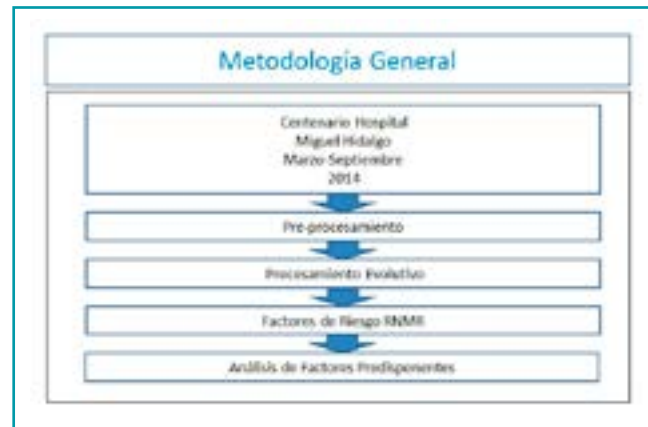 Metodología General
Centenario Hospital
Miguel Hidalgo
Marzo-Septiembre
2014
Pre-procesamiento
Procesamiento Evolutivo
Factores de Riesgo RNMR
Análisis de Factores Predisponentes